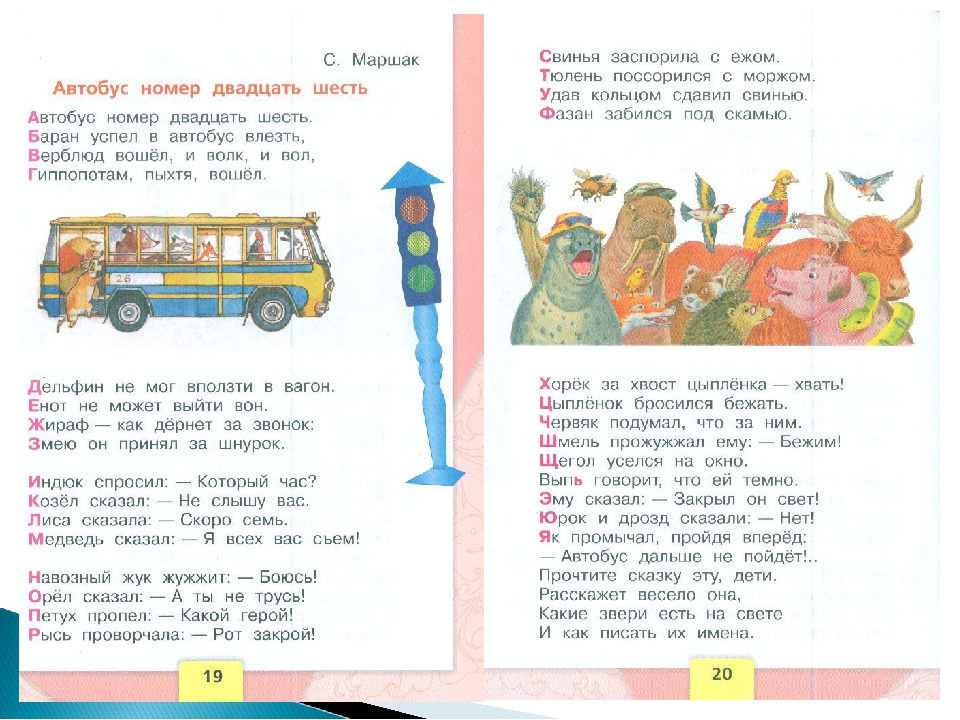 С. Маршак
Автобус номер двадцать шесть
Автобус номер двадцать шесть.
Баран успел в автобус влезть,
Верблюд вошёл, и волк, и вол,
Гиппопотам, пыхтя, вошёл.
26
Дельфин не мог вползти в вагон.
Енот не может выйти вон.
Жираф — как дёрнет за звонок:
Змею он принял за шнурок.
Индюк спросил: — Который час?
Козёл сказал: — Не слышу вас.
Лиса сказала: — Скоро семь.
Медведь сказал: — Я всех вас съем!
Навозный жук жужжит: — Боюсь!
Орёл сказал: — А ты не трусь!
Петух пропел: — Какой герой!
Рысь проворчала: — Рот закрой!
19
Свинья заспорила с ежом.
Тюлень поссорился с моржом.
Удав кольцом сдавил свинью.
Фазан забился под скамью.
Хорёк за хвост цыплёнка — хвать!
Цыплёнок бросился бежать.
Червяк подумал, что за ним.
Шмель прожужжал ему: — Бежим!
Щегол уселся на окно.
Выпь говорит, что ей темно.
Эму сказал: — Закрыл он свет!
Юрок и дрозд сказали: — Нет!
Як промычал, пройдя вперёд:
— Автобус дальше не пойдёт!..
Прочтите сказку эту, дети.
Расскажет весело она,
Какие звери есть на свете
И как писать их имена.
20